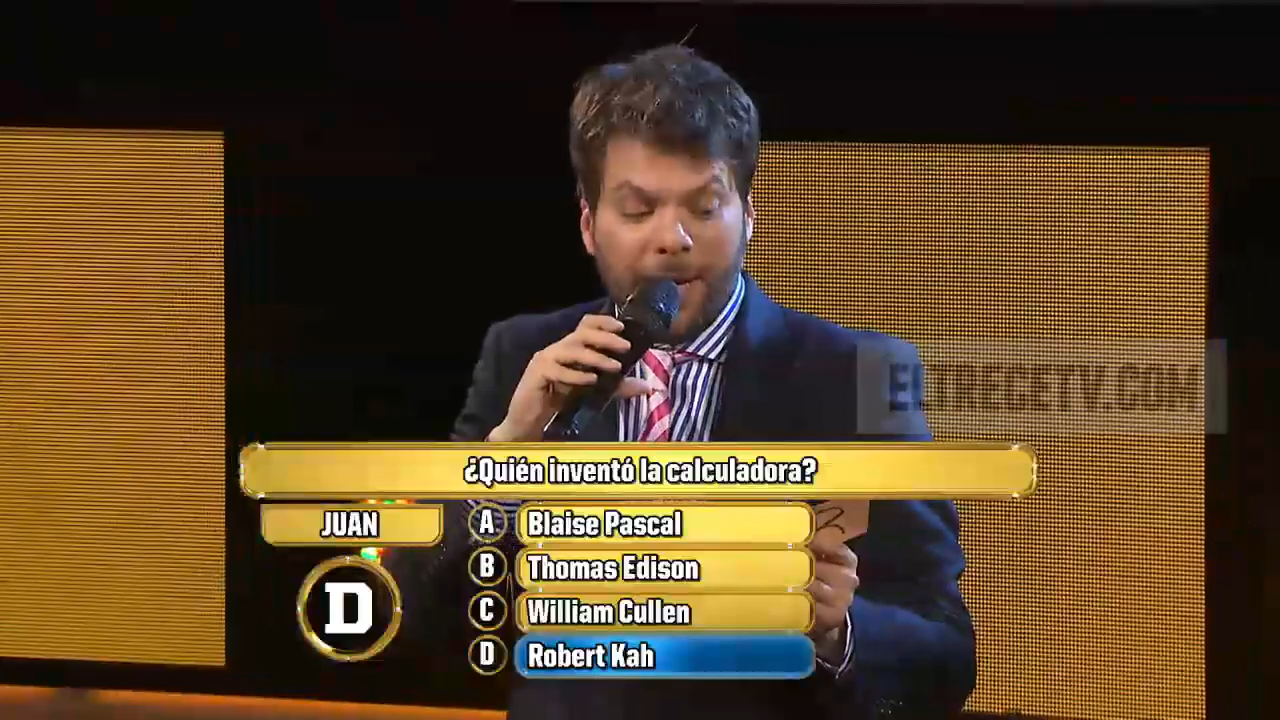 ELTRECETV.COM
¿Quién inventó la calculadora?
JUAN
D
A Blaise Pascal
B Thomas Edison
C William Cullen
D Robert Kah